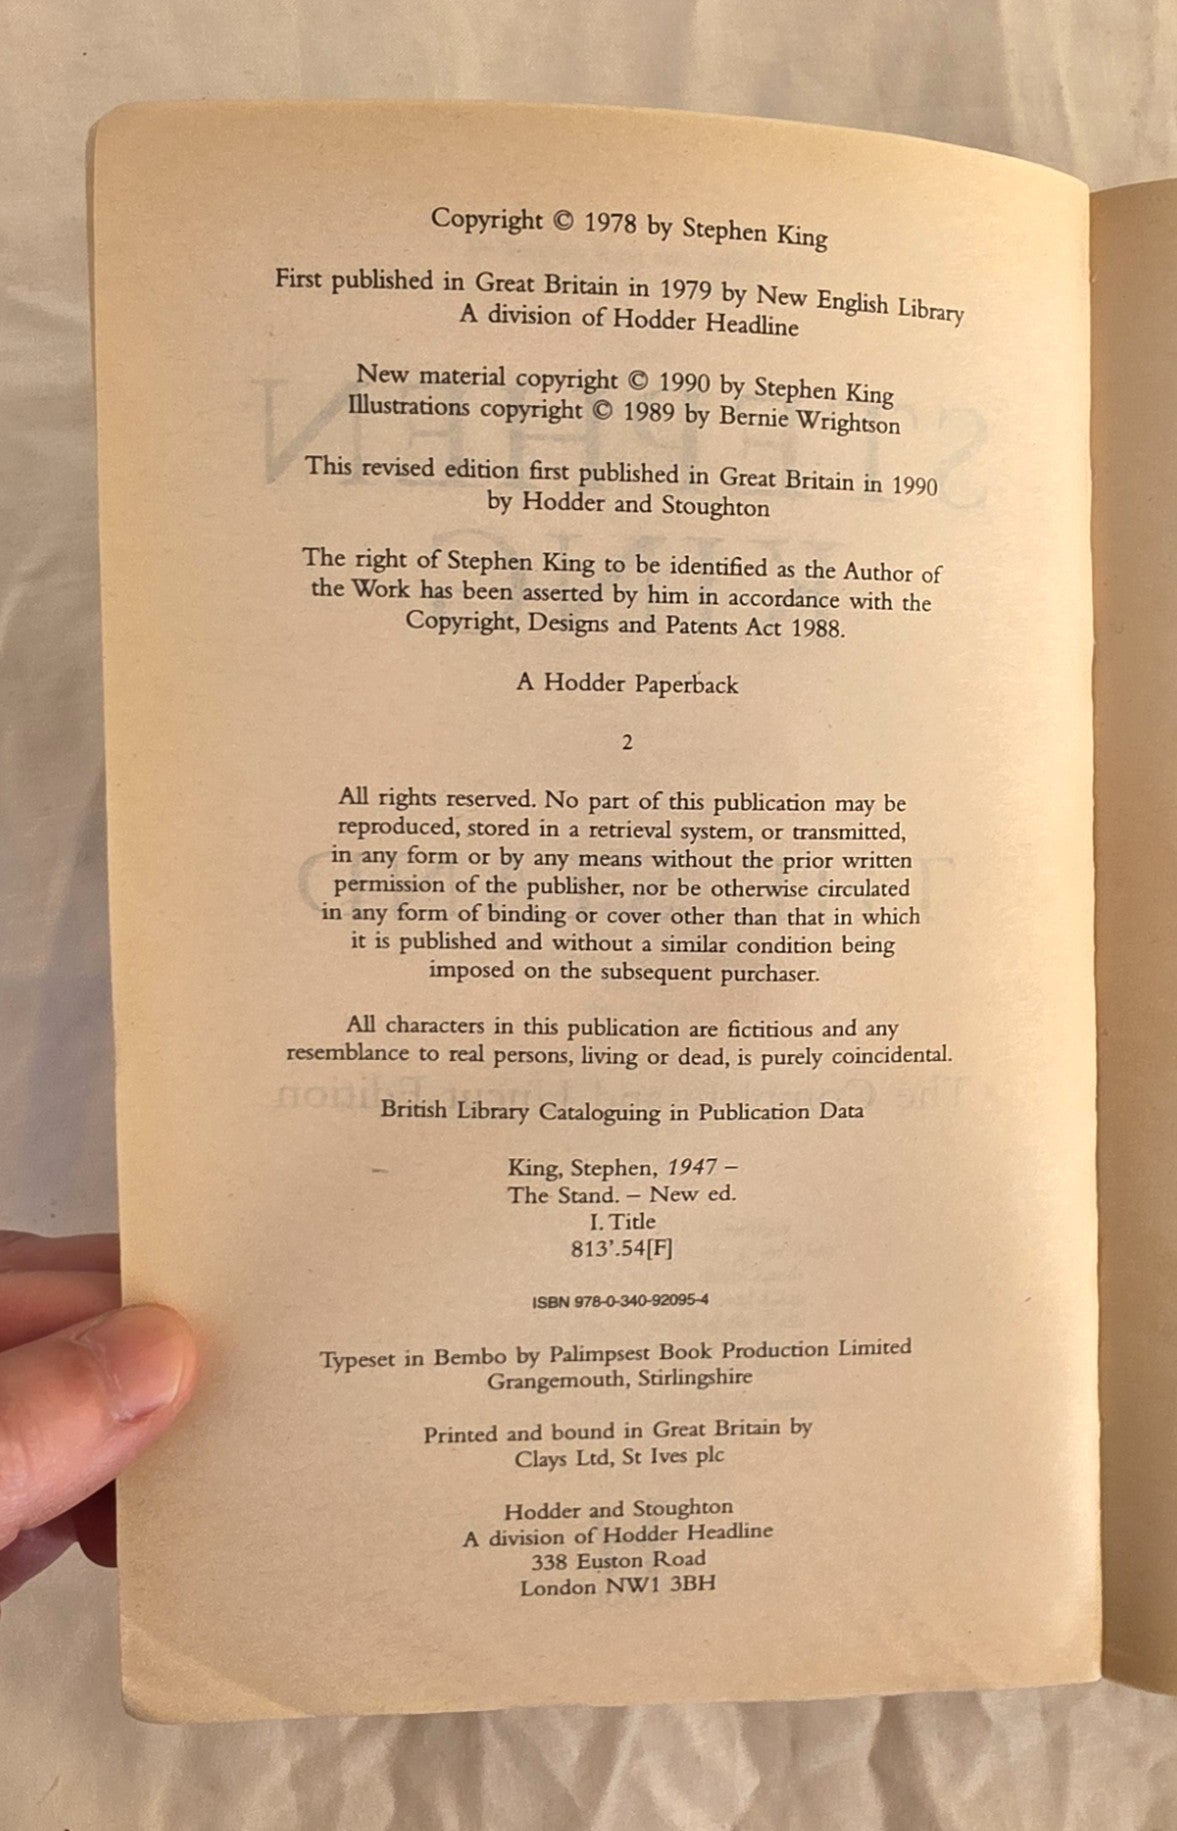 Copyright © 1978 by Stephen King
First published in Great Britain in 1979 by New English Library
A division of Hodder Headline
New material copyright © 1990 by Stephen King
Illustrations copyright © 1989 by Bernie Wrightson
This revised edition first published in Great Britain in 1990
by Hodder and Stoughton
The right of Stephen King to be identified as the Author of
the Work has been asserted by him in accordance with the
Copyright, Designs and Patents Act 1988.
A Hodder Paperback
2
All rights reserved. No part of this publication may be
reproduced, stored in a retrieval system, or transmitted,
in any form or by any means without the prior written
permission of the publisher, nor be otherwise circulated
in any form of binding or cover other than that in which
it is published and without a similar condition being
imposed on the subsequent purchaser.
All characters in this publication are fictitious and any
resemblance to real persons, living or dead, is purely coincidental.
British Library Cataloguing in Publication Data
King, Stephen, 1947 –
The Stand. – New ed.
I. Title
813'.54[F]
ISBN 978-0-340-92095-4
Typeset in Bembo by Palimpsest Book Production Limited
Grangemouth, Stirlingshire
Printed and bound in Great Britain by
Clays Ltd, St Ives plc
Hodder and Stoughton
A division of Hodder Headline
338 Euston Road
London NW1 3BH